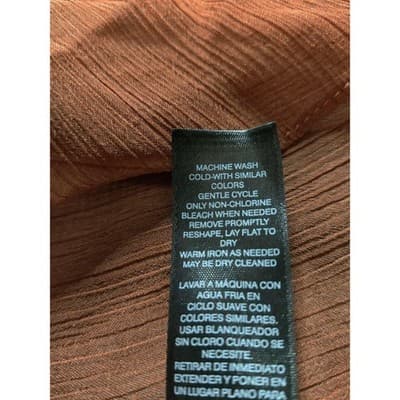 MACHINE WASH
COLD-WITH SIMILAR
COLORS
GENTLE CYCLE
ONLY NON-CHLORINE
BLEACH WHEN NEEDED
REMOVE PROMPTLY
RESHAPE, LAY FLAT TO
DRY
WARM IRON AS NEEDED
MAY BE DRY CLEANED
LAVAR A MÁQUINA CON
AGUA FRIA EN
CICLO SUAVE CON
COLORES SIMILARES.
USAR BLANQUEADOR
SIN CLORO CUANDO SE
NECESITE.
RETIRAR DE INMEDIATO
EXTENDER Y PONER EN
UN LUGAR PLANO PARA